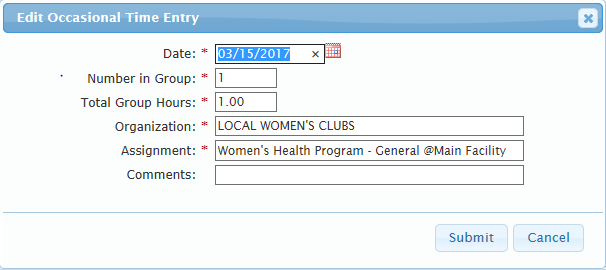 Edit Occasional Time Entry
Date: * 03/15/2017 ×
Number in Group: * 1
Total Group Hours: * 1.00
Organization: * LOCAL WOMEN'S CLUBS
Assignment: * Women's Health Program - General @Main Facility
Comments:
Submit Cancel